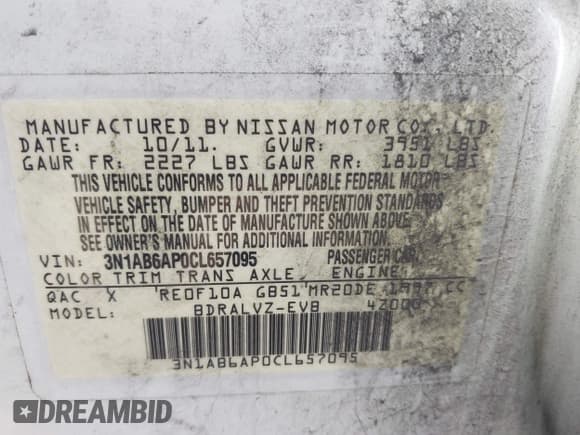 MANUFACTURED BY NISSAN MOTOR CO., LTD.
DATE: 10/11. GVWR: 3951 LBS
GAWR FR: 2227 LBS GAWR RR: 1810 LBS
THIS VEHICLE CONFORMS TO ALL APPLICABLE FEDERAL MOTOR
VEHICLE SAFETY, BUMPER AND THEFT PREVENTION STANDARDS
IN EFFECT ON THE DATE OF MANUFACTURE SHOWN ABOVE.
SEE OWNER'S MANUAL FOR ADDITIONAL INFORMATION.
VIN: 3N1AB6AP0CL657095 PASSENGER CAR
COLOR TRIM TRANS AXLE, ENGINE
QAC X RE0F10A GB51 MR20DE 1997 CC
MODEL: BDRALVZ-EVB 42000
3N1AB6AP0CL657095
DREAMBID